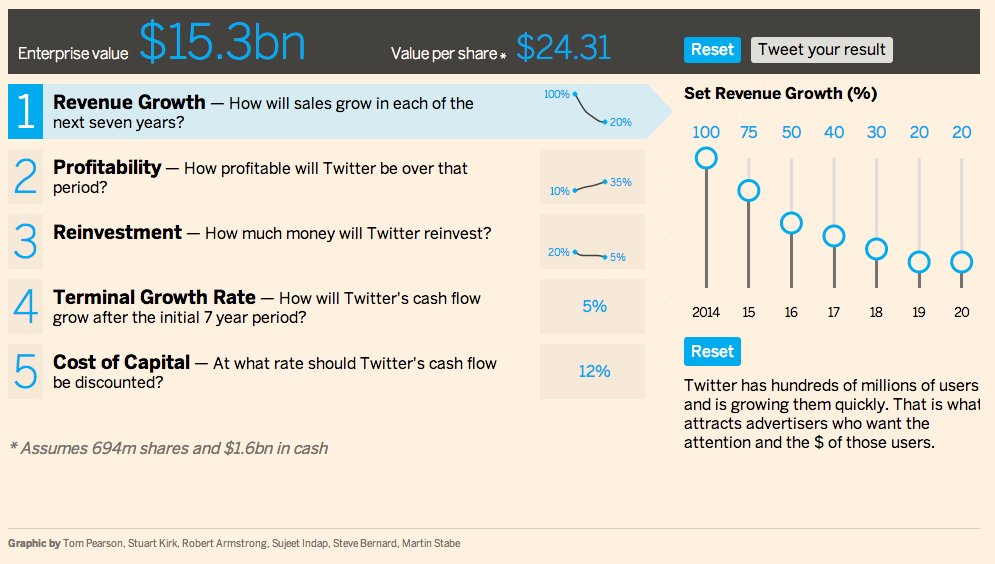 Enterprise value $15.3bn Value per share * $24.31 Reset Tweet your result
1 Revenue Growth — How will sales grow in each of the
next seven years?
100%
20%
2 Profitability — How profitable will Twitter be over that
period?
10%
35%
3 Reinvestment — How much money will Twitter reinvest?
20%
5%
4 Terminal Growth Rate — How will Twitter's cash flow
grow after the initial 7 year period?
5%
5 Cost of Capital — At what rate should Twitter's cash flow
be discounted?
12%
* Assumes 694m shares and $1.6bn in cash
Set Revenue Growth (%)
100 75 50 40 30 20 20
2014 15 16 17 18 19 20
Reset
Twitter has hundreds of millions of users
and is growing them quickly. That is what
attracts advertisers who want the
attention and the $ of those users.
Graphic by Tom Pearson, Stuart Kirk, Robert Armstrong, Sujeet Indap, Steve Bernard, Martin Stabe